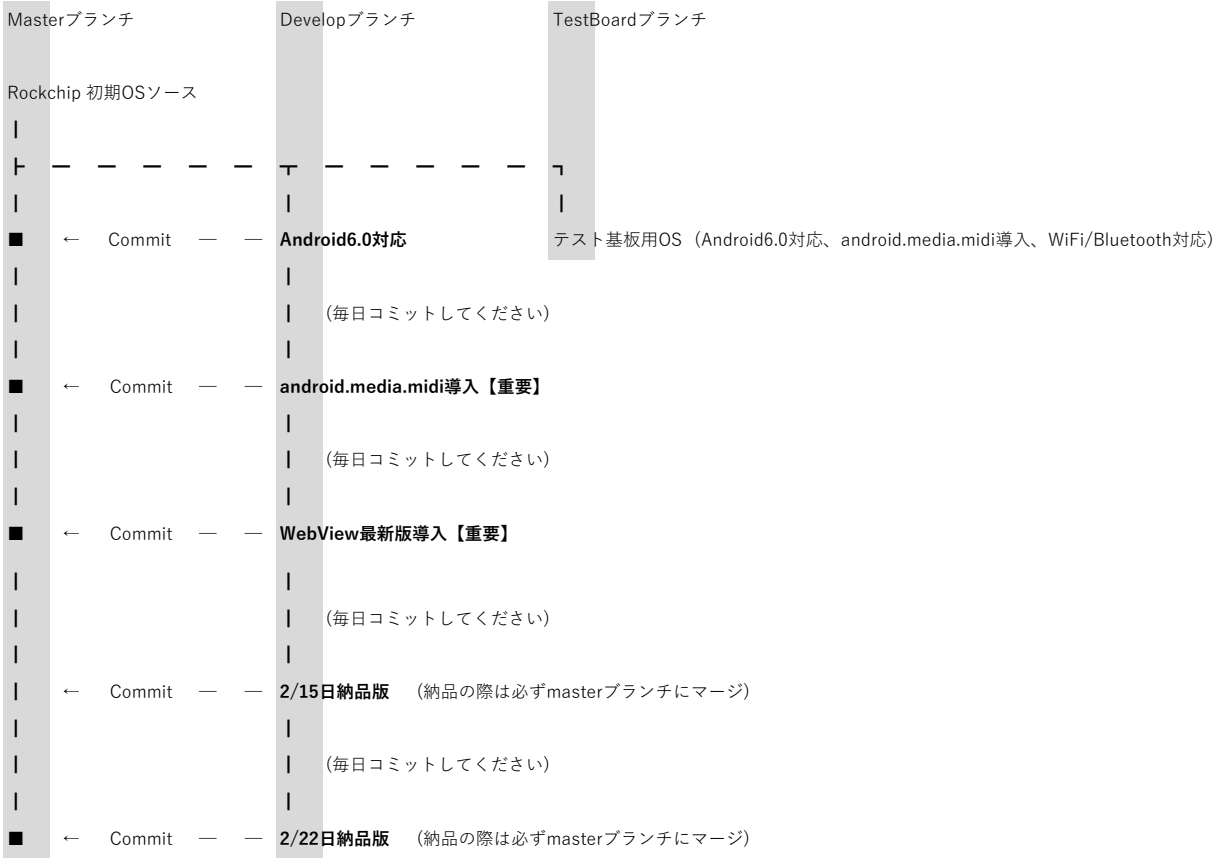 Masterブランチ Developブランチ TestBoardブランチ
Rockchip 初期OSソース
┃
┣ ━ ━ ━ ━ ━ ┳ ━ ━ ━ ━ ━ ┓
┃ ┃ ┃
■ ← Commit ― ― Android6.0対応 テスト基板用OS（Android6.0対応、android.media.midi導入、WiFi/Bluetooth対応）
┃ ┃
┃ ┃ （毎日コミットしてください）
┃ ┃
■ ← Commit ― ― android.media.midi導入【重要】
┃ ┃
┃ ┃ （毎日コミットしてください）
┃ ┃
■ ← Commit ― ― WebView最新版導入【重要】
┃ ┃
┃ ┃ （毎日コミットしてください）
┃ ┃
┃ ← Commit ― ― 2/15日納品版 （納品の際は必ずmasterブランチにマージ）
┃ ┃
┃ ┃ （毎日コミットしてください）
┃ ┃
■ ← Commit ― ― 2/22日納品版 （納品の際は必ずmasterブランチにマージ）